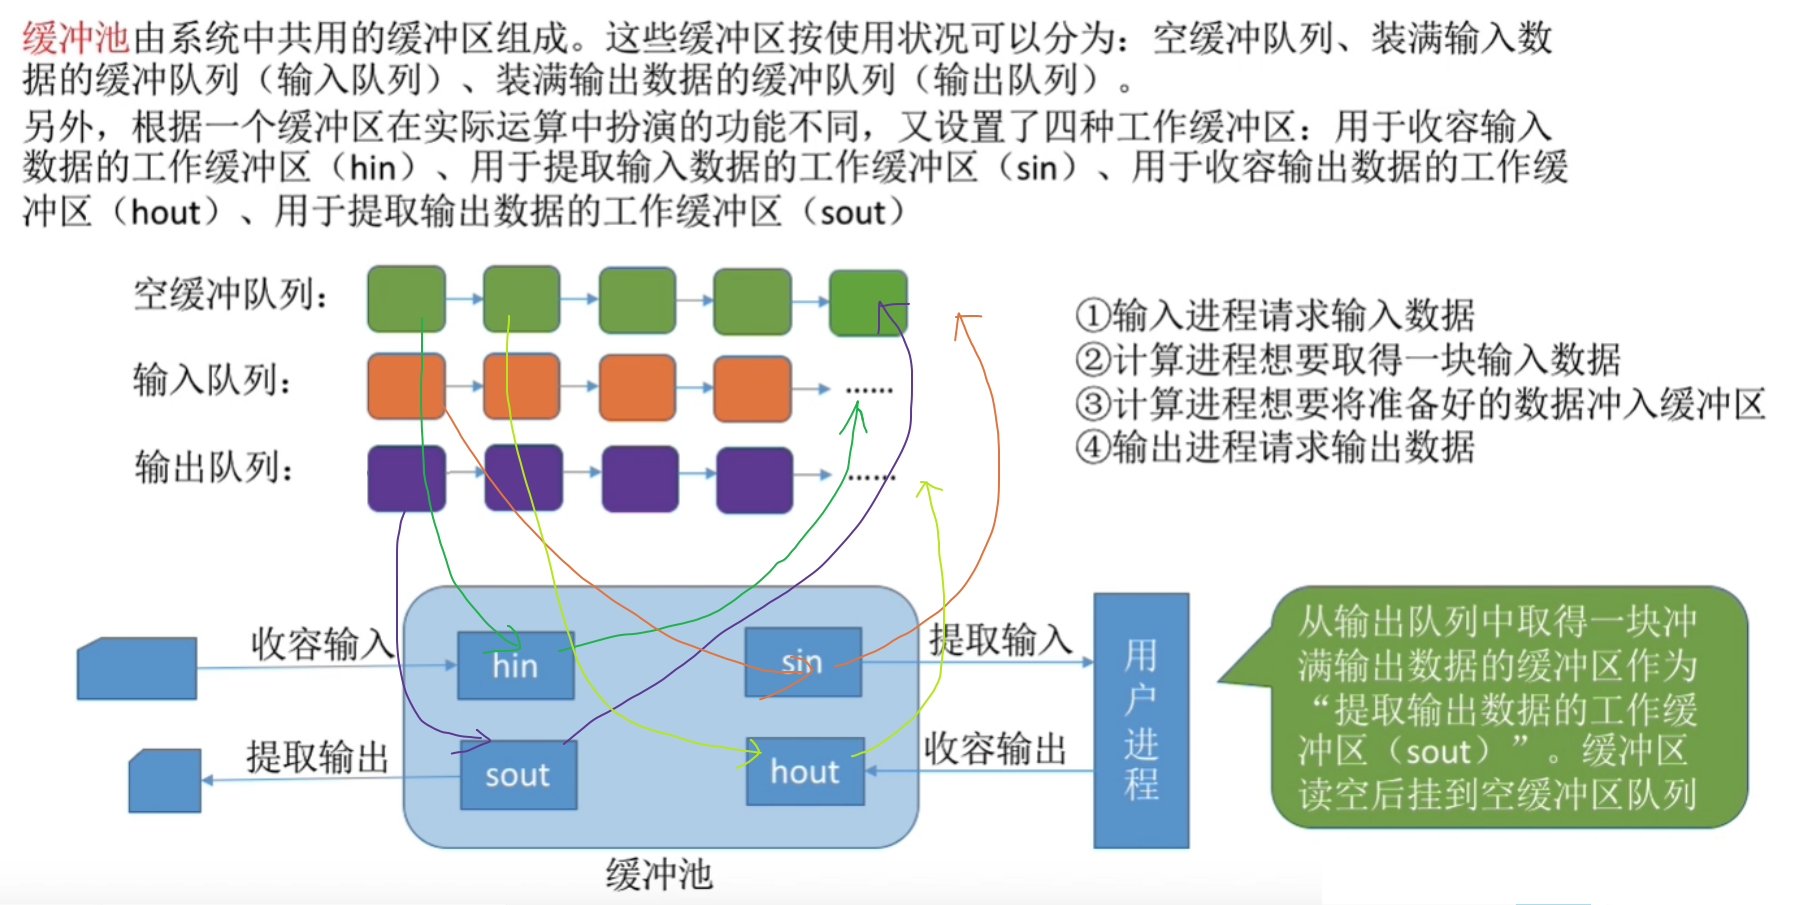 缓冲池由系统中共用的缓冲区组成。这些缓冲区按使用状况可以分为：空缓冲队列、装满输入数
据的缓冲队列（输入队列）、装满输出数据的缓冲队列（输出队列）。
另外，根据一个缓冲区在实际运算中扮演的功能不同，又设置了四种工作缓冲区：用于收容输入
数据的工作缓冲区（hin）、用于提取输入数据的工作缓冲区（sin）、用于收容输出数据的工作缓
冲区（hout）、用于提取输出数据的工作缓冲区（sout）
空缓冲队列：
输入队列：
……
输出队列：
……
①输入进程请求输入数据
②计算进程想要取得一块输入数据
③计算进程想要将准备好的数据冲入缓冲区
④输出进程请求输出数据
收容输入
hin
sin
提取输入
提取输出
sout
hout
收容输出
用户进程
缓冲池
从输出队列中取得一块冲
满输出数据的缓冲区作为
“提取输出数据的工作缓
冲区（sout）”。缓冲区
读空后挂到空缓冲区队列